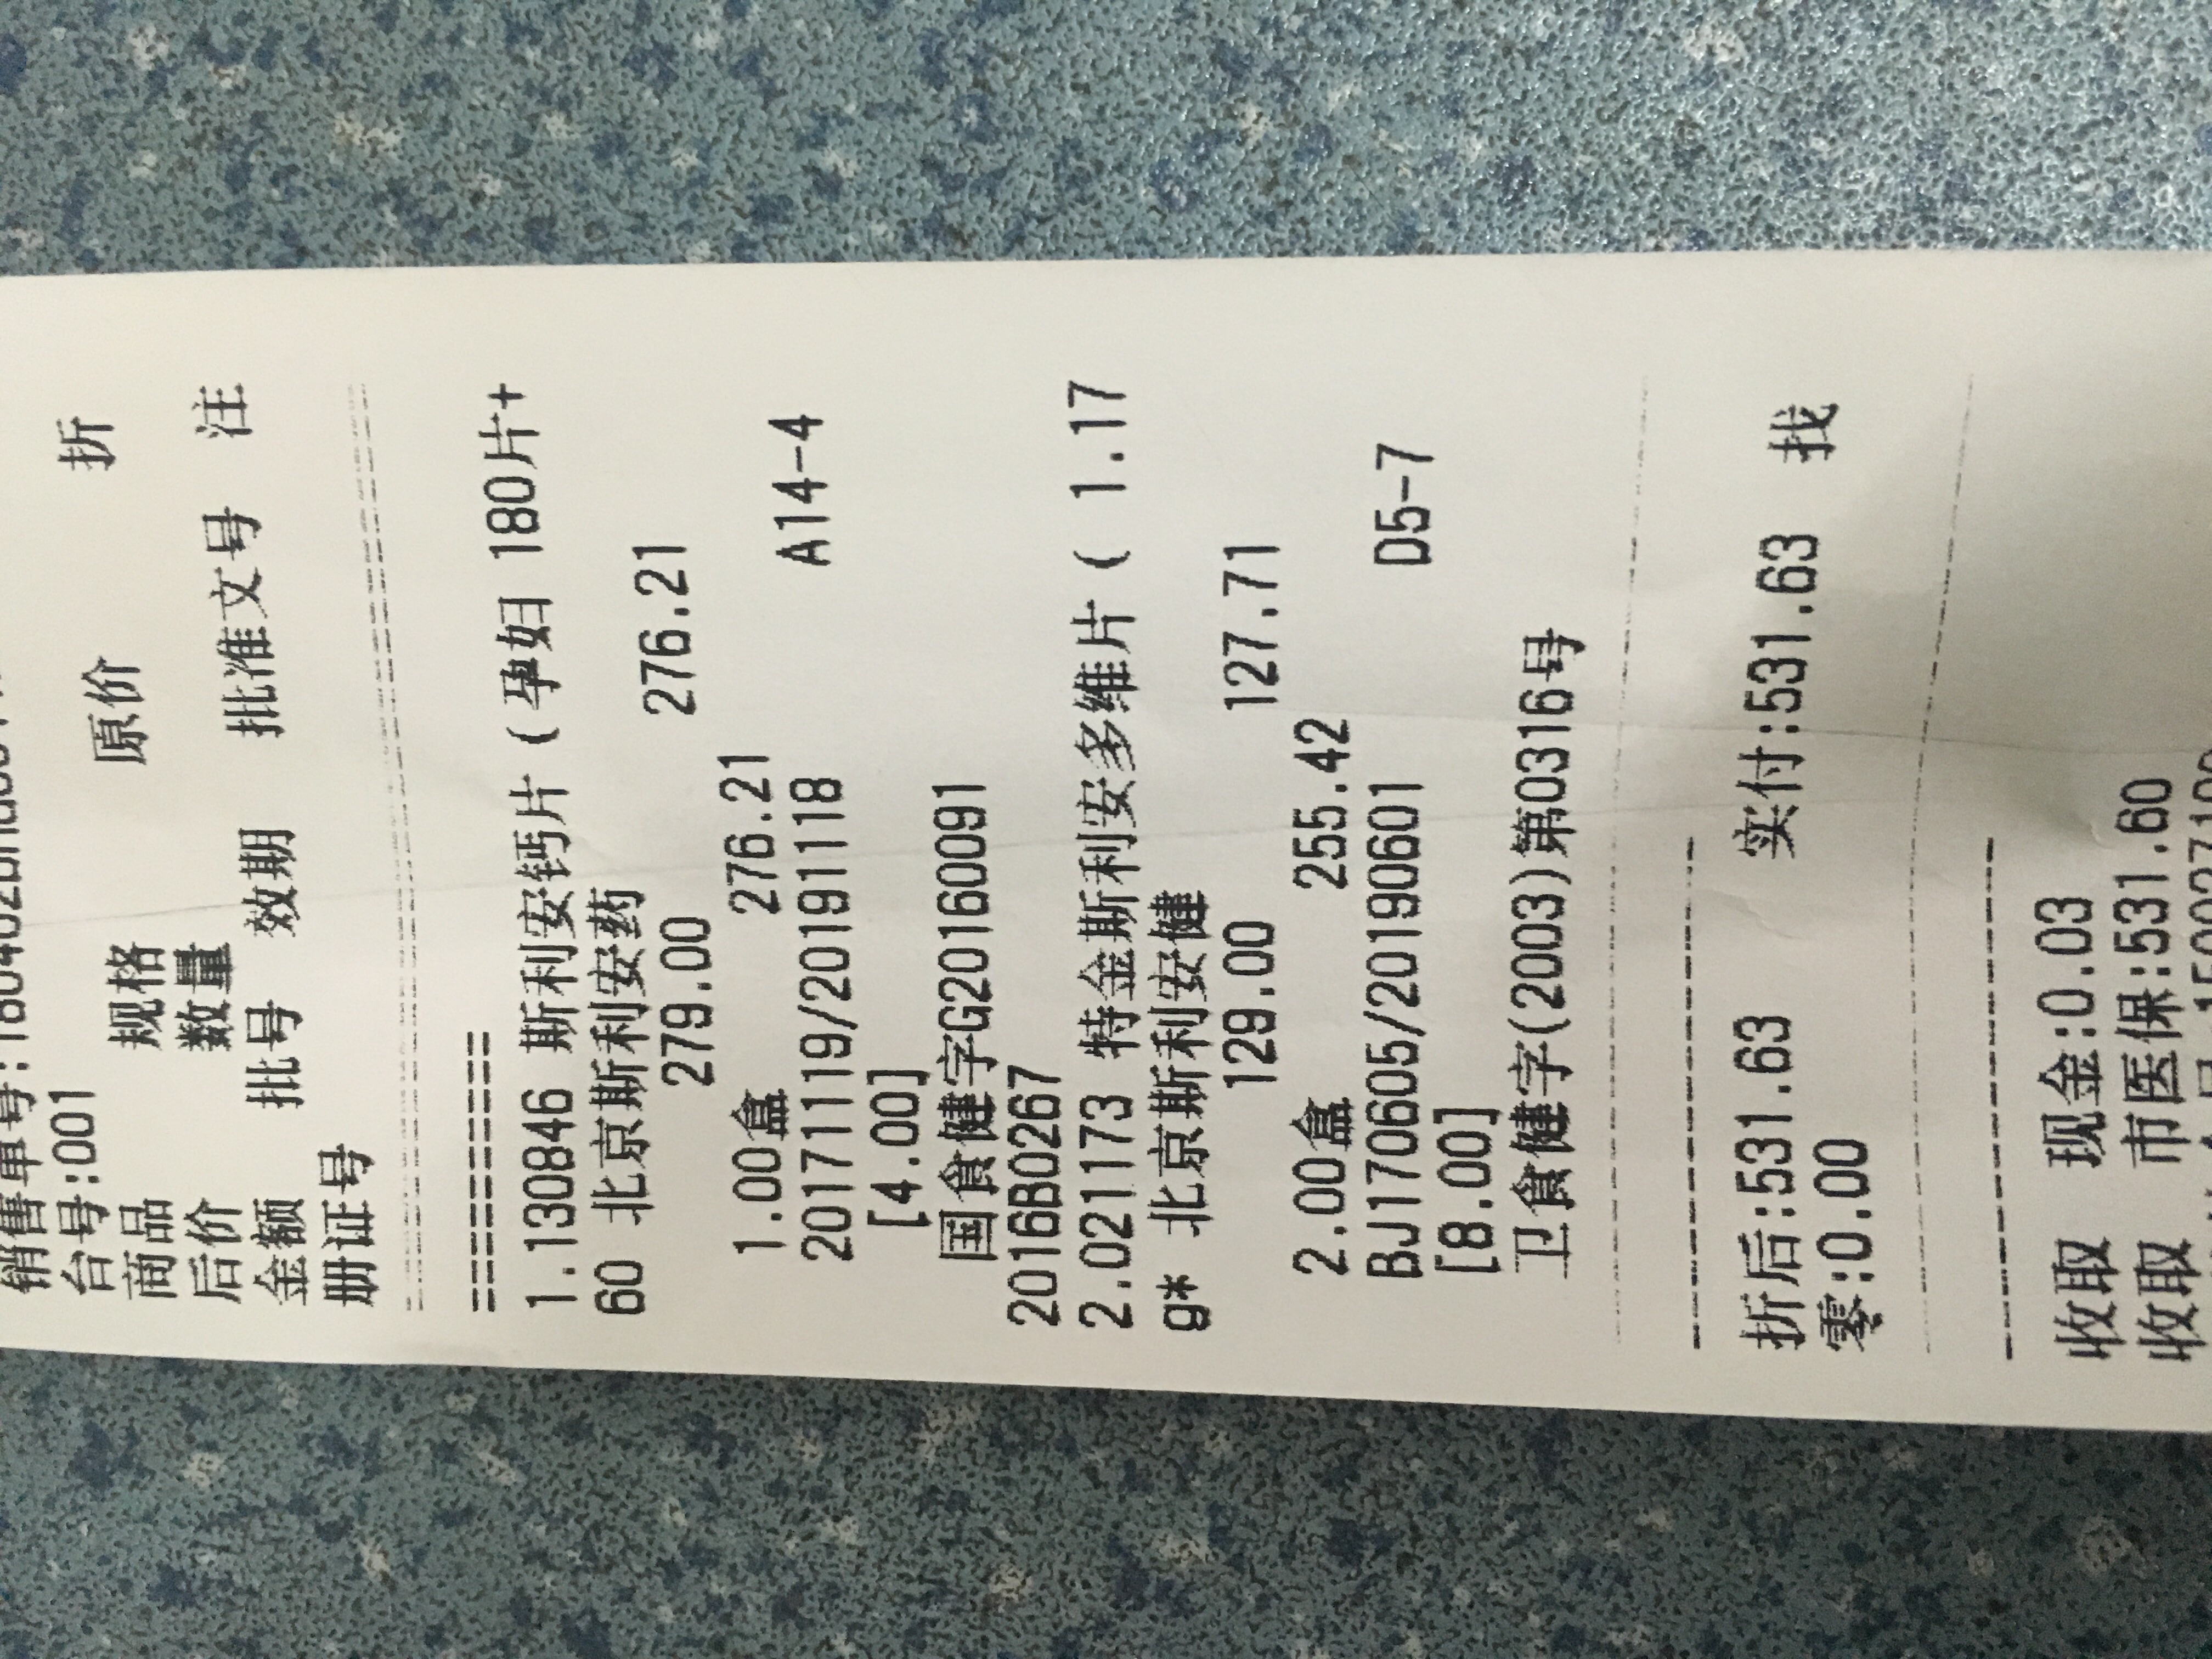 销售单号:
台号:001
商品 规格 原价 折
后价 数量
金额 批号 效期 批准文号 注
册证号
========
1.130846 斯利安钙片(孕妇 180片+
60 北京斯利安药
279.00 276.21
1.00盒 276.21
20171119/20191118 A14-4
[4.00]
国食健字G20160091
2016B0267
2.021173 特金斯利安多维片( 1.17
g* 北京斯利安健
129.00 127.71
2.00盒 255.42
BJ170605/20190601 D5-7
[8.00]
卫食健字(2003)第0316号
折后:531.63 实付:531.63 找
零:0.00
收取 现金:0.03
收取 市医保:531.60